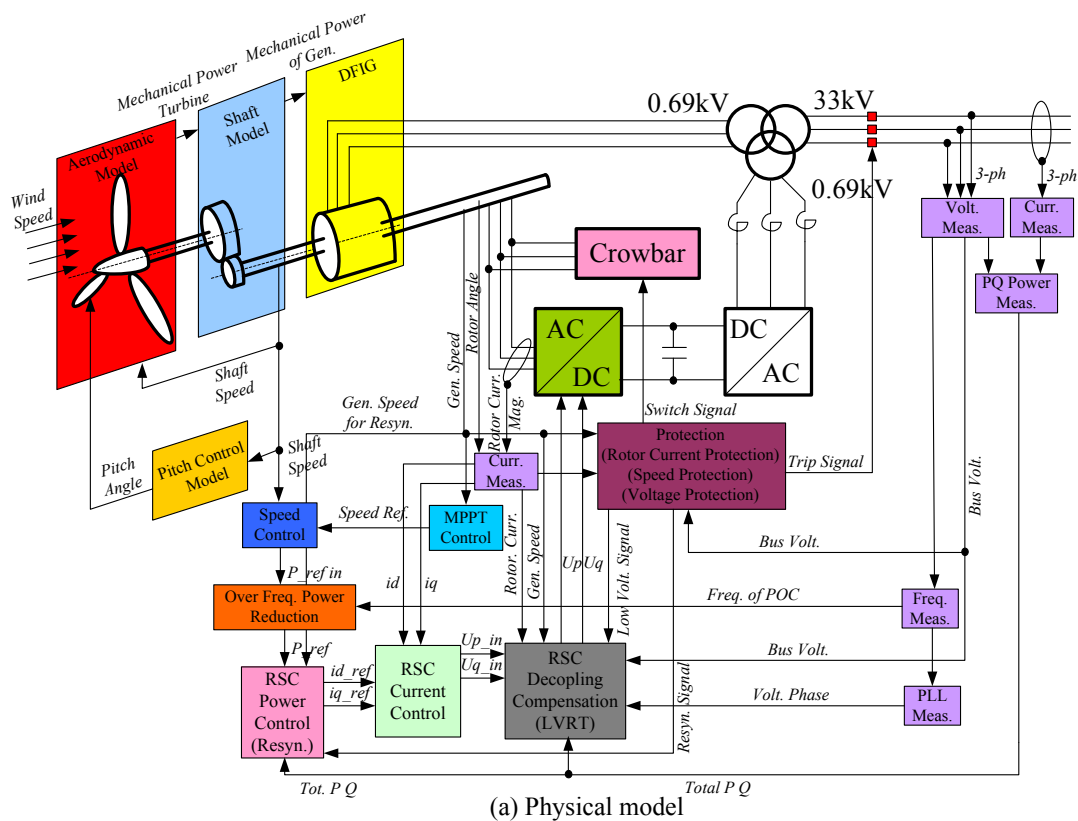 Mechanical Power
of Gen.
Mechanical Power
Turbine
DFIG
Shaft
Model
Aerodynamic
Model
Wind
Speed
0.69kV
33kV
0.69kV
3-ph
3-ph
Volt.
Meas.
Curr.
Meas.
PQ Power
Meas.
Crowbar
AC
DC
DC
AC
Rotor Angle
Gen. Speed
Rotor Curr.
Mag.
Shaft
Speed
Gen. Speed
for Resyn.
Switch Signal
Protection
(Rotor Current Protection)
(Speed Protection)
(Voltage Protection)
Trip Signal
Bus Volt.
Pitch
Angle
Pitch Control
Model
Shaft
Speed
Curr.
Meas.
Speed
Control
Speed Ref.
MPPT
Control
Rotor. Curr.
Gen. Speed
Up
Uq
Low Volt. Signal
Bus Volt.
P_ref in
id
iq
Over Freq. Power
Reduction
Freq. of POC
Freq.
Meas.
P_ref
RSC
Power
Control
(Resyn.)
id_ref
iq_ref
RSC
Current
Control
Up_in
Uq_in
RSC
Decopling
Compensation
(LVRT)
Resyn. Signal
Bus Volt.
Volt. Phase
PLL
Meas.
Tot. P Q
Total P Q
(a) Physical model